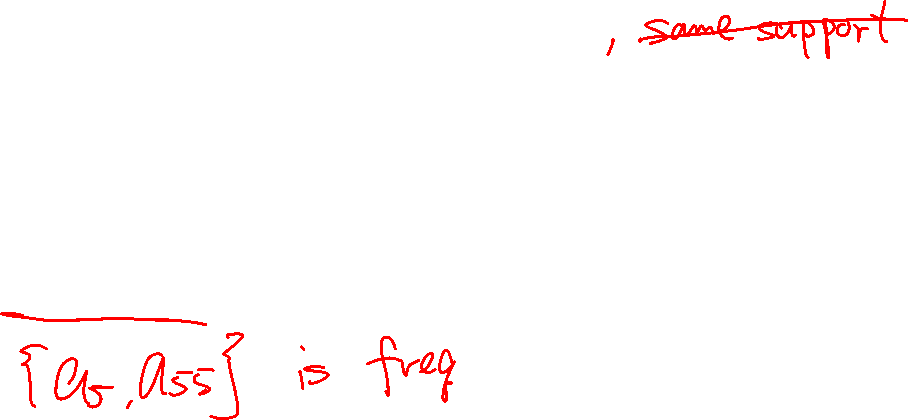 , same support
{a5, a55} is freq